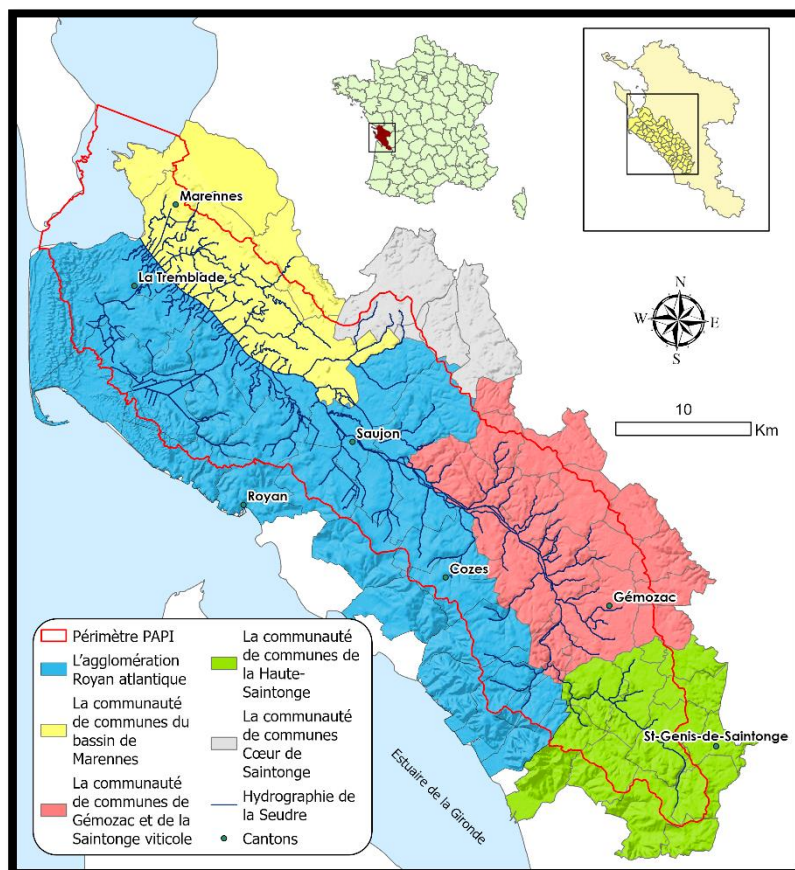 Marennes
La Tremblade
Saujon
Royan
Cozes
Gémozac
St-Genis-de-Saintonge
Estuaire de la Gironde
N
W
E
S
10
Km
Périmètre PAPI
L'agglomération
Royan atlantique
La communauté
de communes du
bassin de
Marennes
La communauté
de communes de
Gémozac et de la
Saintonge viticole
La communauté
de communes de
la Haute-
Saintonge
La communauté
de communes
Cœur de
Saintonge
Hydrographie de
la Seudre
Cantons